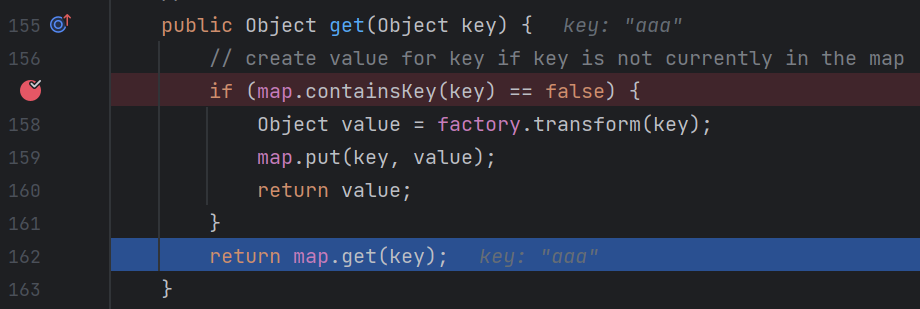 155 public Object get(Object key) { key: "aaa"
156 // create value for key if key is not currently in the map
if (map.containsKey(key) == false) {
158 Object value = factory.transform(key);
159 map.put(key, value);
160 return value;
161 }
162 return map.get(key); key: "aaa"
163 }